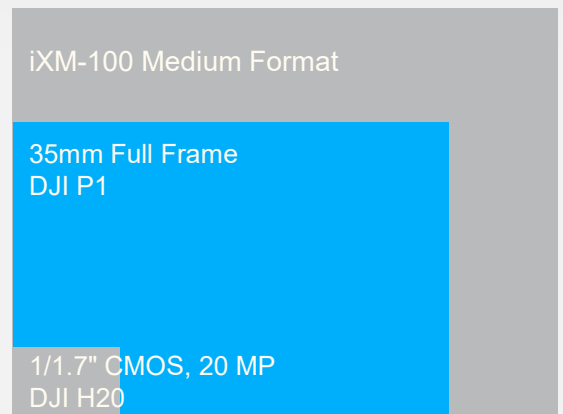 iXM-100 Medium Format
35mm Full Frame
DJI P1
1/1.7" CMOS, 20 MP
DJI H20